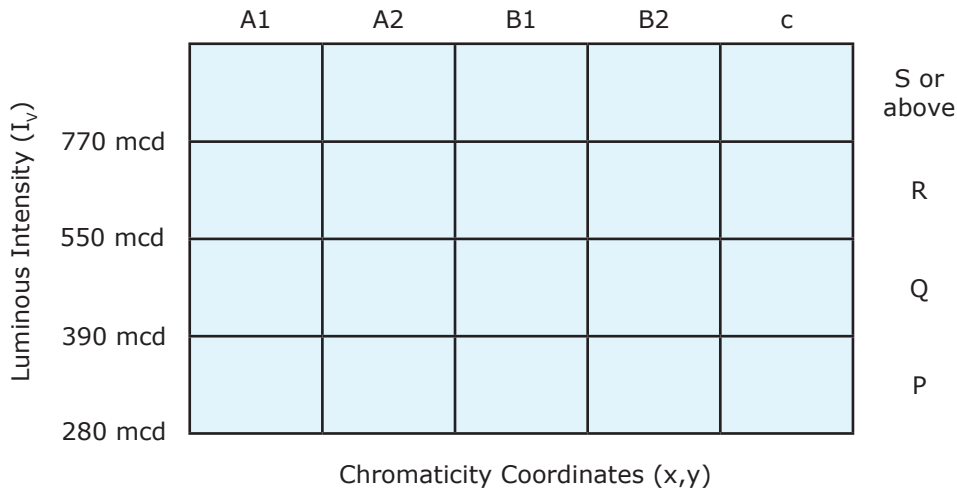 A1 A2 B1 B2 c
S or
above
770 mcd
R
550 mcd
Q
390 mcd
P
280 mcd
Luminous Intensity (Iv)
Chromaticity Coordinates (x,y)